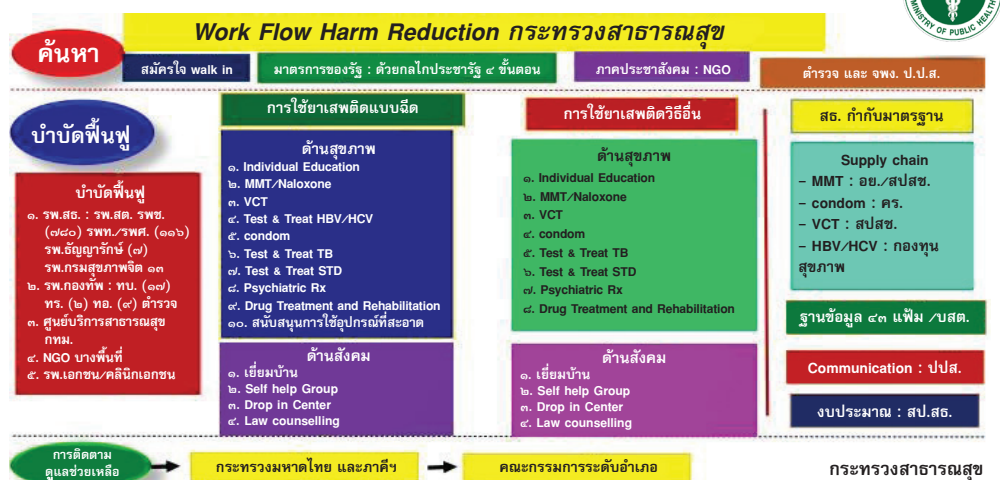 Work Flow Harm Reduction กระทรวงสาธารณสุข
MINISTRY OF PUBLIC HEALTH
ค้นหา
สมัครใจ walk in
มาตรการของรัฐ : ด้วยกลไกประชารัฐ ๔ ขั้นตอน
ภาคประชาสังคม : NGO
ตำรวจ และ จพง. ป.ป.ส.
บำบัดฟื้นฟู
บำบัดฟื้นฟู
๑. รพ.สธ. : รพ.สต. รพช.
(๗๘๐) รพท./รพศ. (๑๑๖)
รพ.ธัญญารักษ์ (๗)
รพ.กรมสุขภาพจิต ๑๓
๒. รพ.กองทัพ : ทบ. (๑๗)
ทร. (๒) ทอ. (๙) ตำรวจ
๓. ศูนย์บริการสาธารณสุข
กทม.
๔. NGO บางพื้นที่
๕. รพ.เอกชน/คลินิกเอกชน
การใช้ยาเสพติดแบบฉีด
ด้านสุขภาพ
๑. Individual Education
๒. MMT/Naloxone
๓. VCT
๔. Test & Treat HBV/HCV
๕. condom
๖. Test & Treat TB
๗. Test & Treat STD
๘. Psychiatric Rx
๙. Drug Treatment and Rehabilitation
๑๐. สนับสนุนการใช้อุปกรณ์ที่สะอาด
ด้านสังคม
๑. เยี่ยมบ้าน
๒. Self help Group
๓. Drop in Center
๔. Law counselling
การใช้ยาเสพติดวิธีอื่น
ด้านสุขภาพ
๑. Individual Education
๒. MMT/Naloxone
๓. VCT
๔. condom
๕. Test & Treat TB
๖. Test & Treat STD
๗. Psychiatric Rx
๘. Drug Treatment and Rehabilitation
ด้านสังคม
๑. เยี่ยมบ้าน
๒. Self help Group
๓. Drop in Center
๔. Law counselling
สธ. กำกับมาตรฐาน
Supply chain
– MMT : อย./สปสช.
– condom : คร.
– VCT : สปสช.
– HBV/HCV : กองทุน
สุขภาพ
ฐานข้อมูล ๔๓ แฟ้ม /บสต.
Communication : ปปส.
งบประมาณ : สป.สธ.
การติดตาม
ดูแลช่วยเหลือ
กระทรวงมหาดไทย และภาคีฯ
คณะกรรมการระดับอำเภอ
กระทรวงสาธารณสุข